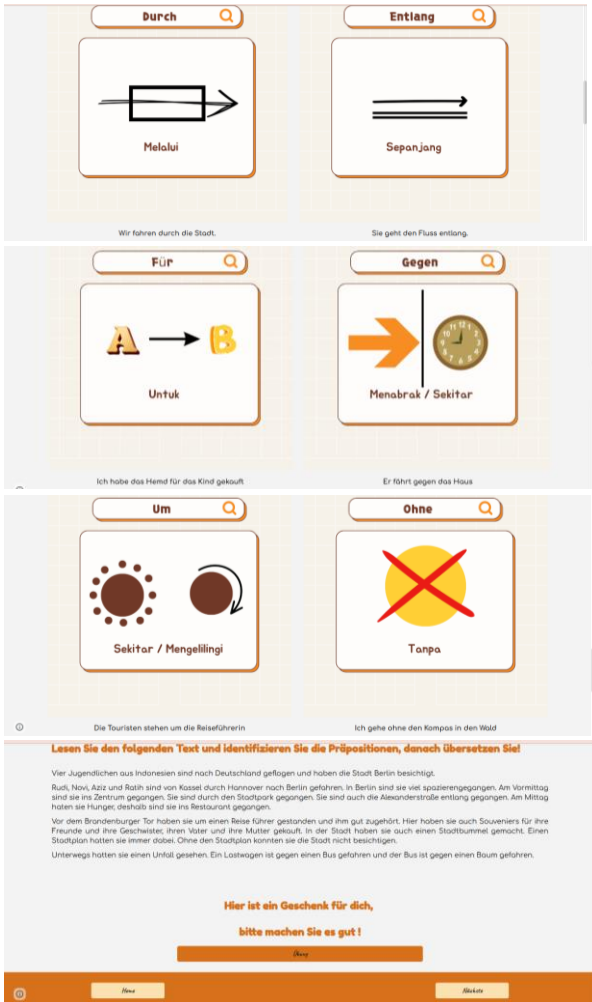 Durch
Entlang
Melalui
Sepanjang
Wir fahren durch die Stadt.
Sie geht den Fluss entlang.
Für
Gegen
A
B
Untuk
Menabrak / Sekitar
Ich habe das Hemd für das Kind gekauft
Er fährt gegen das Haus
Um
Ohne
Sekitar / Mengelilingi
Tanpa
Die Touristen stehen um die Reiseführerin
Ich gehe ohne den Kompas in den Wald
Lesen Sie den folgenden Text und identifizieren Sie die Präpositionen, danach übersetzen Sie!
Vier Jugendlichen aus Indonesien sind nach Deutschland geflogen und haben die Stadt Berlin besichtigt.
Rudi, Novi, Aziz und Ratih sind von Kassel durch Hannover nach Berlin gefahren. In Berlin sind sie viel spazierengegangen. Am Vormittag
sind sie ins Zentrum gegangen. Sie sind durch den Stadtpark gegangen. Sie sind auch die Alexanderstraße entlang gegangen. Am Mittag
haten sie Hunger, deshalb sind sie ins Restaurant gegangen.
Vor dem Brandenburger Tor haben sie um einen Reise führer gestanden und ihm gut zugehört. Hier haben sie auch Souveniers für ihre
Freunde und ihre Geschwister, ihren Vater und ihre Mutter gekauft. In der Stadt haben sie auch einen Stadtbummel gemacht. Einen
Stadtplan hatten sie immer dabei. Ohne den Stadtplan konnten sie die Stadt nicht besichtigen.
Unterwegs hatten sie einen Unfall gesehen. Ein Lastwagen ist gegen einen Bus gefahren und der Bus ist gegen einen Baum gefahren.
Hier ist ein Geschenk für dich,
bitte machen Sie es gut !
Übung
Home
Nächste